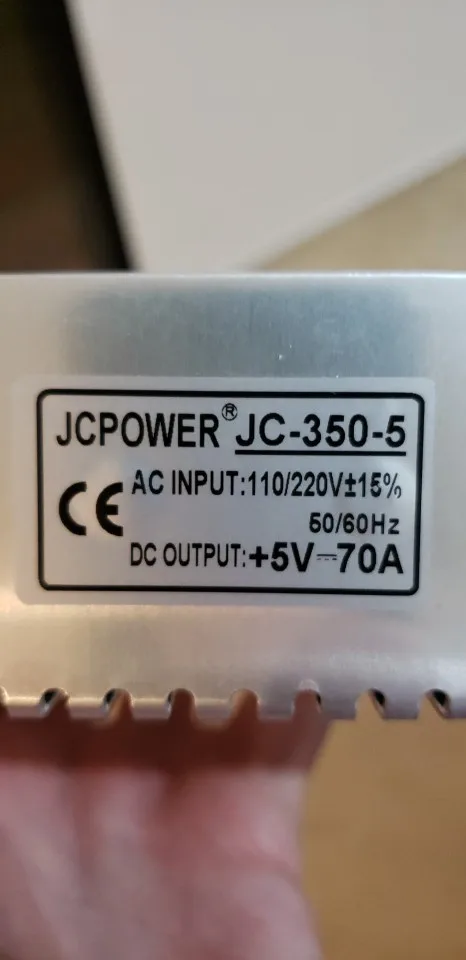 JCPOWER® JC-350-5
CE AC INPUT:110/220V±15%
50/60Hz
DC OUTPUT:+5V⎓70A